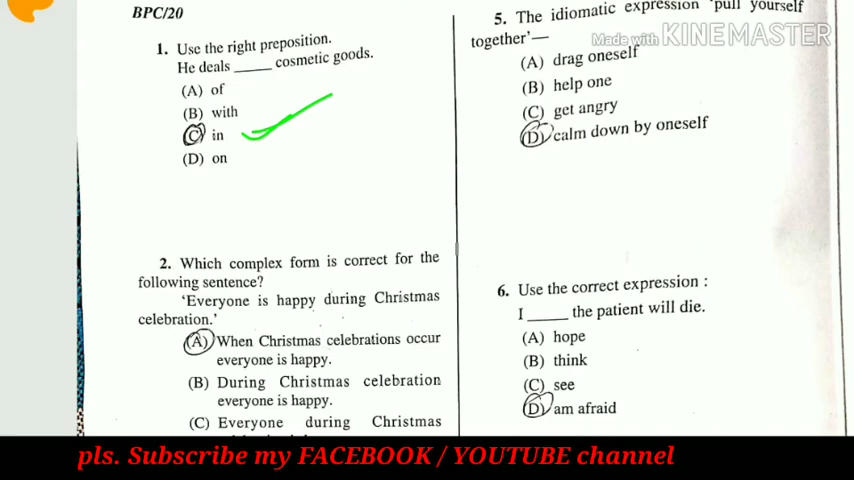 BPC/20
1. Use the right preposition.
He deals _____ cosmetic goods.
(A) of
(B) with
(C) in
(D) on
2. Which complex form is correct for the
following sentence?
‘Everyone is happy during Christmas
celebration.’
(A) When Christmas celebrations occur
everyone is happy.
(B) During Christmas celebration
everyone is happy.
(C) Everyone during Christmas
5. The idiomatic expression ‘pull yourself
together’—
Made with KINEMASTER
(A) drag oneself
(B) help one
(C) get angry
(D) calm down by oneself
6. Use the correct expression :
I _____ the patient will die.
(A) hope
(B) think
(C) see
(D) am afraid
pls. Subscribe my FACEBOOK / YOUTUBE channel